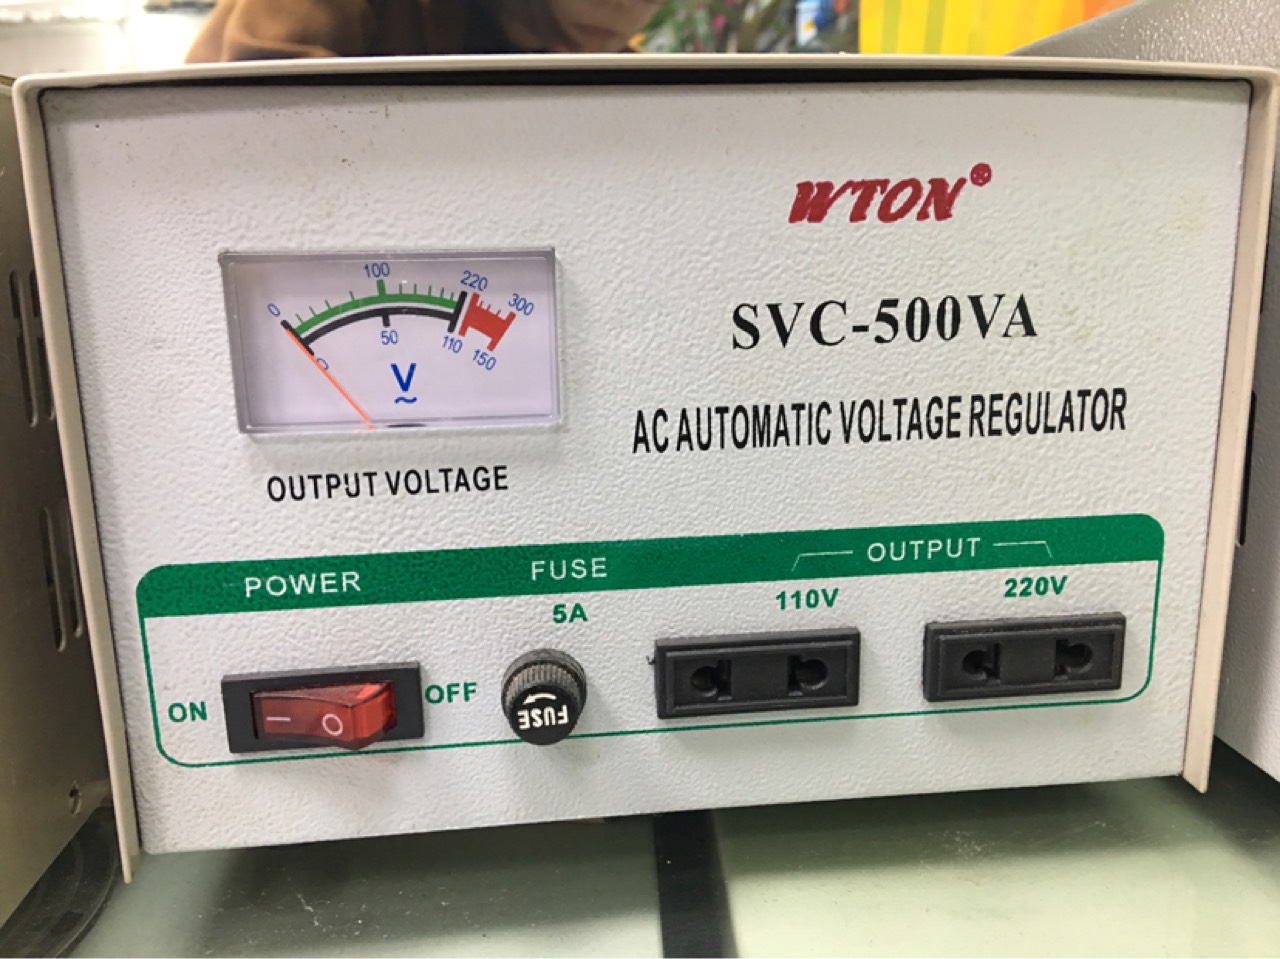 WTON®
100
220
300
0
50
110
150
0
V
~
SVC-500VA
AC AUTOMATIC VOLTAGE REGULATOR
OUTPUT VOLTAGE
POWER
FUSE
OUTPUT
5A
110V
220V
ON
OFF
FUSE